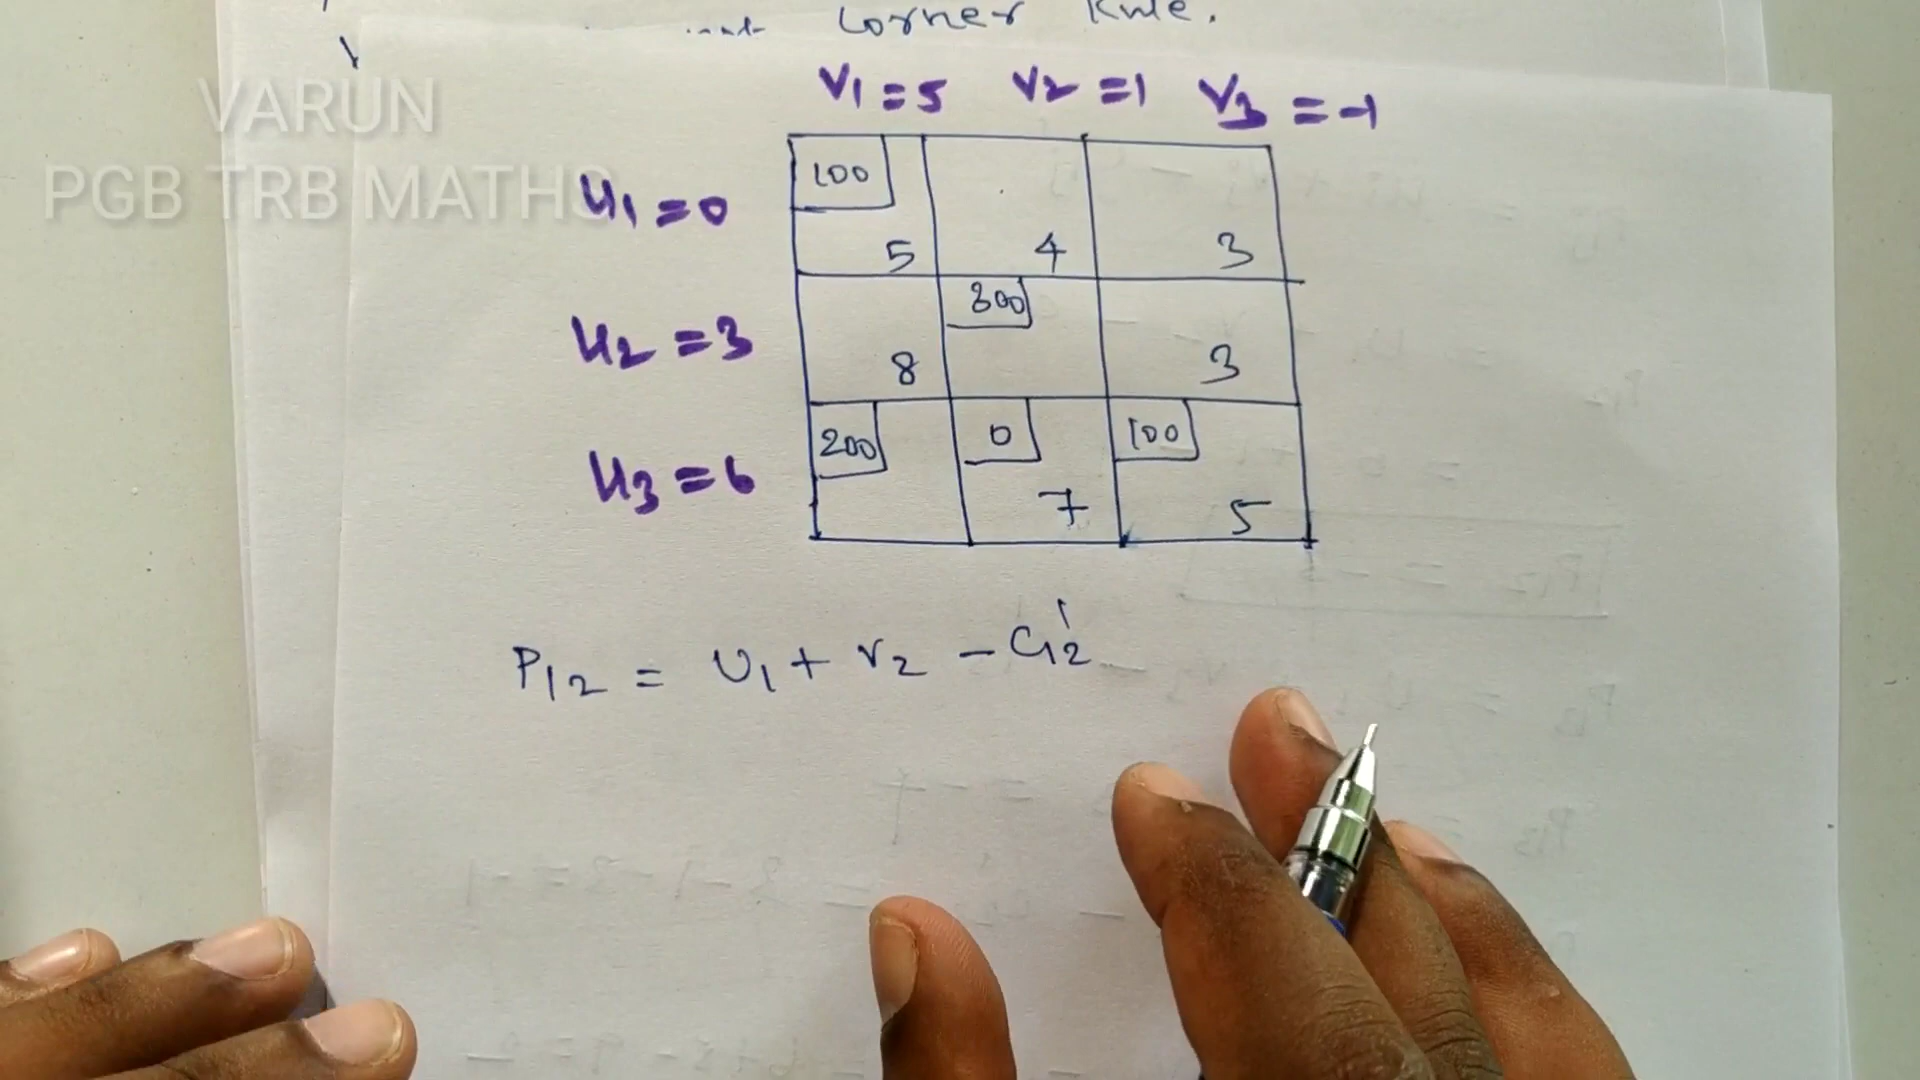 Corner Rule.
VARUN
PGB TRB MATHS
V1 = 5 V2 = 1 V3 = -1
U1 = 0 100 5 4 3
U2 = 3 8 300 3
U3 = 6 200 0 7 100 5
P12 = U1 + V2 - C12